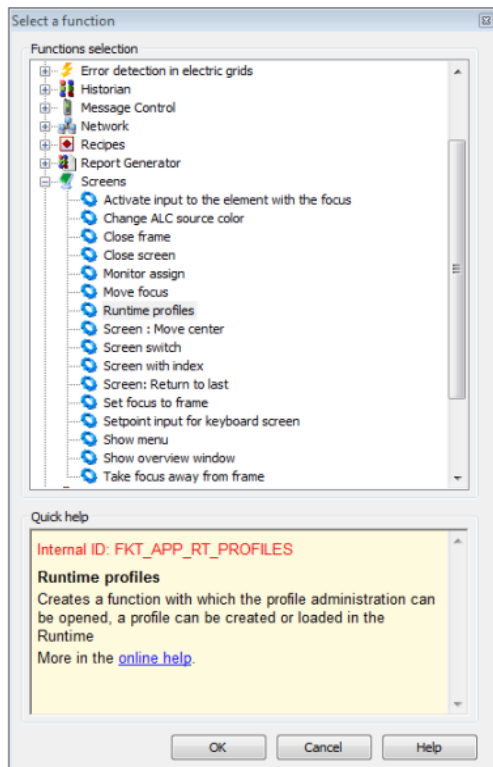 Select a function
Functions selection
Error detection in electric grids
Historian
Message Control
Network
Recipes
Report Generator
Screens
Activate input to the element with the focus
Change ALC source color
Close frame
Close screen
Monitor assign
Move focus
Runtime profiles
Screen : Move center
Screen switch
Screen with index
Screen: Return to last
Set focus to frame
Setpoint input for keyboard screen
Show menu
Show overview window
Take focus away from frame
Quick help
Internal ID: FKT_APP_RT_PROFILES
Runtime profiles
Creates a function with which the profile administration can
be opened, a profile can be created or loaded in the
Runtime
More in the online help.
OK Cancel Help